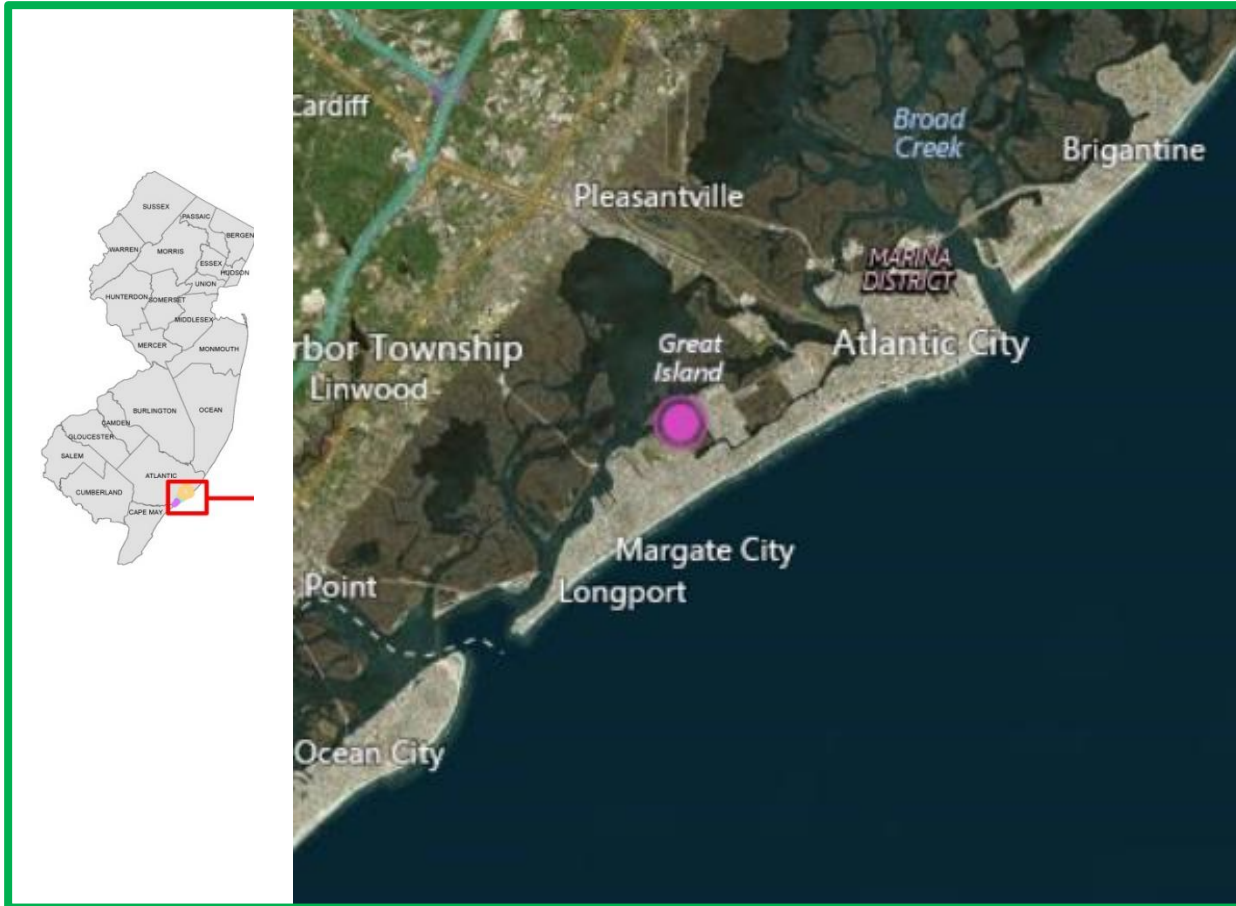 SUSSEX
PASSAIC
BERGEN
WARREN
MORRIS
ESSEX
HUDSON
UNION
HUNTERDON
SOMERSET
MIDDLESEX
MERCER
MONMOUTH
BURLINGTON
OCEAN
CAMDEN
GLOUCESTER
SALEM
ATLANTIC
CUMBERLAND
CAPE MAY
Cardiff
Broad
Creek
Brigantine
Pleasantville
MARINA
DISTRICT
Great
Island
Atlantic City
rbor Township
Linwood
Margate City
Point
Longport
Ocean City